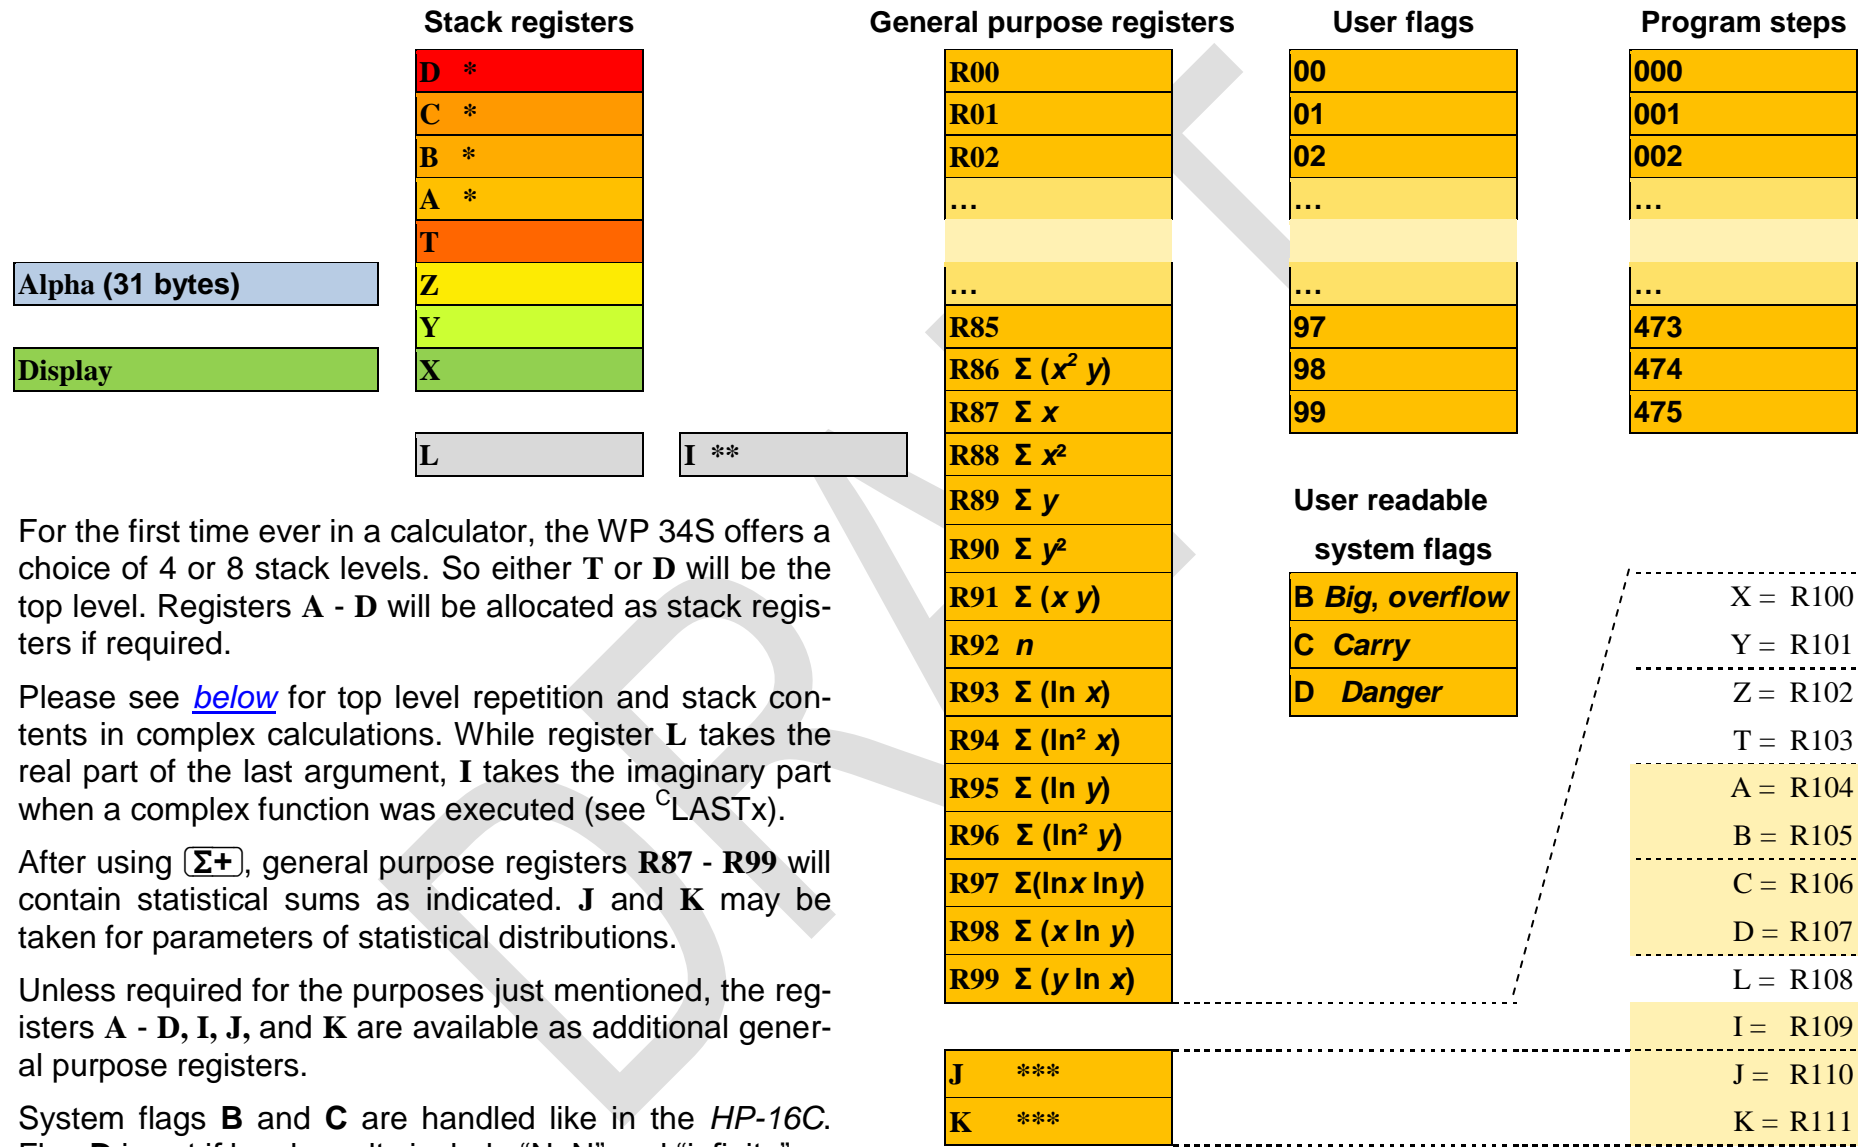 Stack registers
General purpose registers
User flags
Program steps
D *
C *
B *
A *
T
Z
Y
X
L
I **
Alpha (31 bytes)
Display
R00
R01
R02
…
…
R85
R86 Σ (x² y)
R87 Σ x
R88 Σ x²
R89 Σ y
R90 Σ y²
R91 Σ (x y)
R92 n
R93 Σ (ln x)
R94 Σ (ln² x)
R95 Σ (ln y)
R96 Σ (ln² y)
R97 Σ(lnx lny)
R98 Σ (x ln y)
R99 Σ (y ln x)
J ***
K ***
00
01
02
…
…
97
98
99
User readable
system flags
B Big, overflow
C Carry
D Danger
000
001
002
…
…
473
474
475
X = R100
Y = R101
Z = R102
T = R103
A = R104
B = R105
C = R106
D = R107
L = R108
I = R109
J = R110
K = R111
For the first time ever in a calculator, the WP 34S offers a
choice of 4 or 8 stack levels. So either T or D will be the
top level. Registers A - D will be allocated as stack regis-
ters if required.
Please see below for top level repetition and stack con-
tents in complex calculations. While register L takes the
real part of the last argument, I takes the imaginary part
when a complex function was executed (see ᶜLASTx).
After using Σ+, general purpose registers R87 - R99 will
contain statistical sums as indicated. J and K may be
taken for parameters of statistical distributions.
Unless required for the purposes just mentioned, the reg-
isters A - D, I, J, and K are available as additional gener-
al purpose registers.
System flags B and C are handled like in the HP-16C.
DRAFT